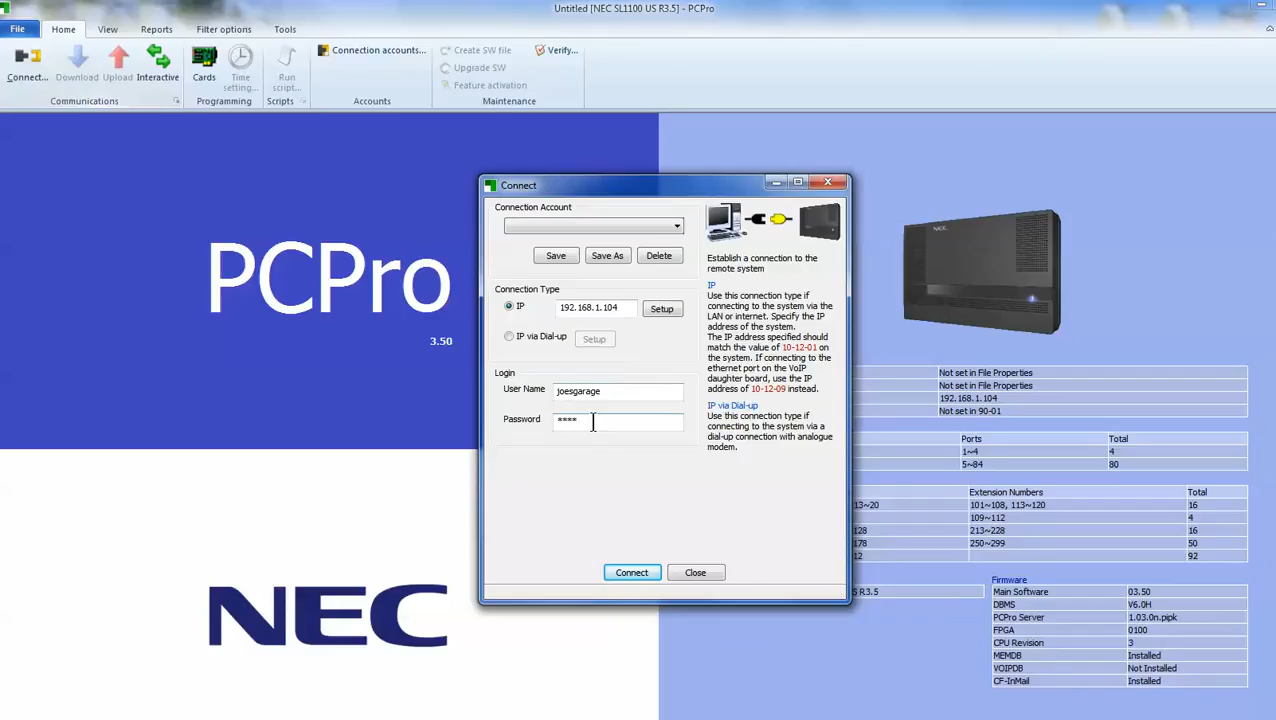 Untitled [NEC SL1100 US R3.5] - PCPro
File Home View Reports Filter options Tools
Connect... Download Upload Interactive
Communications
Cards Time setting...
Programming
Run script...
Scripts
Connection accounts...
Accounts
Create SW file
Upgrade SW
Feature activation
Verify...
Maintenance
PCPro
3.50
NEC
Connect
Connection Account
Save Save As Delete
Connection Type
IP 192.168.1.104 Setup
IP via Dial-up Setup
Login
User Name joesgarage
Password ****
Connect Close
Establish a connection to the
remote system
IP
Use this connection type if
connecting to the system via the
LAN or internet. Specify the IP
address of the system.
The IP address specified should
match the value of 10-12-01 on
the system. If connecting to the
ethernet port on the VoIP
daughter board, use the IP
address of 10-12-09 instead.
IP via Dial-up
Use this connection type if
connecting to the system via a
dial-up connection with analogue
modem.
NEC
Not set in File Properties
Not set in File Properties
192.168.1.104
Not set in 90-01
Ports Total
1~4 4
5~84 80
Extension Numbers Total
13~20 101~108, 113~120 16
109~112 4
128 213~228 16
178 250~299 50
12 92
S R3.5
Firmware
Main Software 03.50
DBMS V6.0H
PCPro Server 1.03.0n.pipk
FPGA 0100
CPU Revision 3
MEMDB Installed
VOIPDB Not Installed
CF-InMail Installed